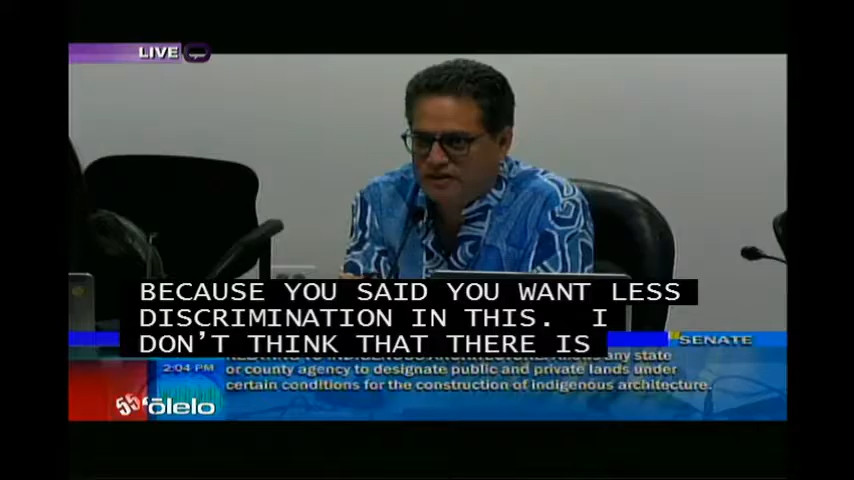 LIVE
BECAUSE YOU SAID YOU WANT LESS
DISCRIMINATION IN THIS. I
DON'T THINK THAT THERE IS
SENATE
any state
2:04 PM
or county agency to designate public and private lands under
certain conditions for the construction of indigenous architecture.
55 'ōlelo